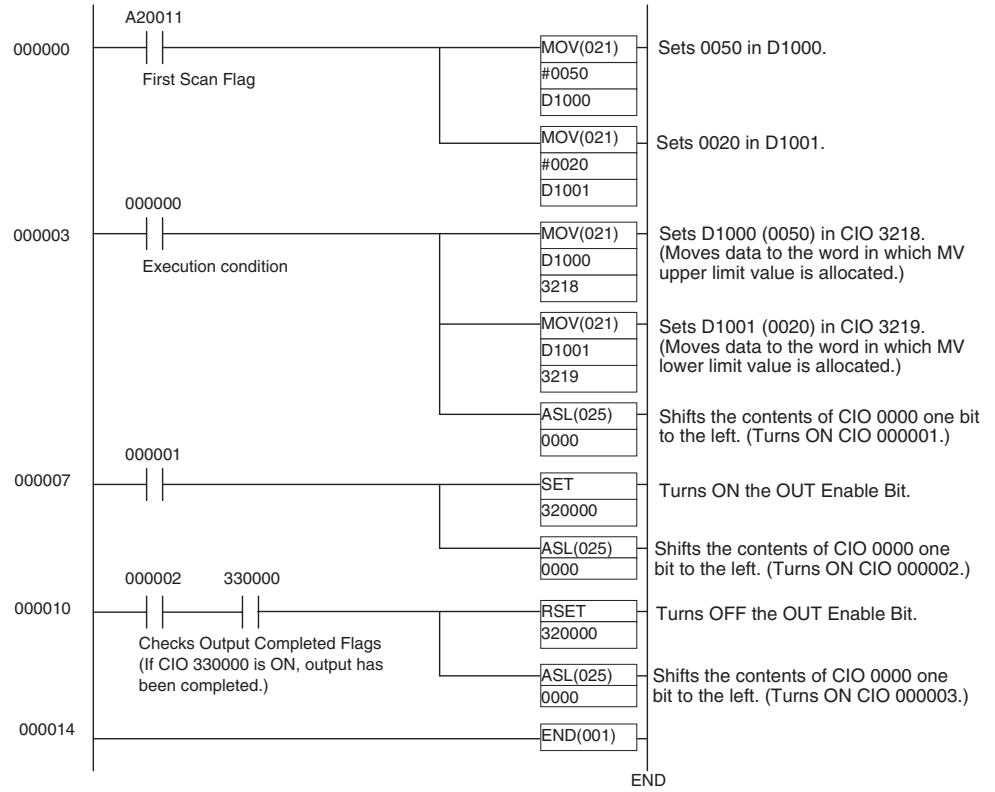 A20011
000000
First Scan Flag
MOV(021)
#0050
D1000
Sets 0050 in D1000.
MOV(021)
#0020
D1001
Sets 0020 in D1001.
000000
000003
Execution condition
MOV(021)
D1000
3218
Sets D1000 (0050) in CIO 3218.
(Moves data to the word in which MV
upper limit value is allocated.)
MOV(021)
D1001
3219
Sets D1001 (0020) in CIO 3219.
(Moves data to the word in which MV
lower limit value is allocated.)
ASL(025)
0000
Shifts the contents of CIO 0000 one bit
to the left. (Turns ON CIO 000001.)
000001
000007
SET
320000
Turns ON the OUT Enable Bit.
ASL(025)
0000
Shifts the contents of CIO 0000 one
bit to the left. (Turns ON CIO 000002.)
000002 330000
000010
Checks Output Completed Flags
(If CIO 330000 is ON, output has
been completed.)
RSET
320000
Turns OFF the OUT Enable Bit.
ASL(025)
0000
Shifts the contents of CIO 0000 one
bit to the left. (Turns ON CIO 000003.)
000014
END(001)
END